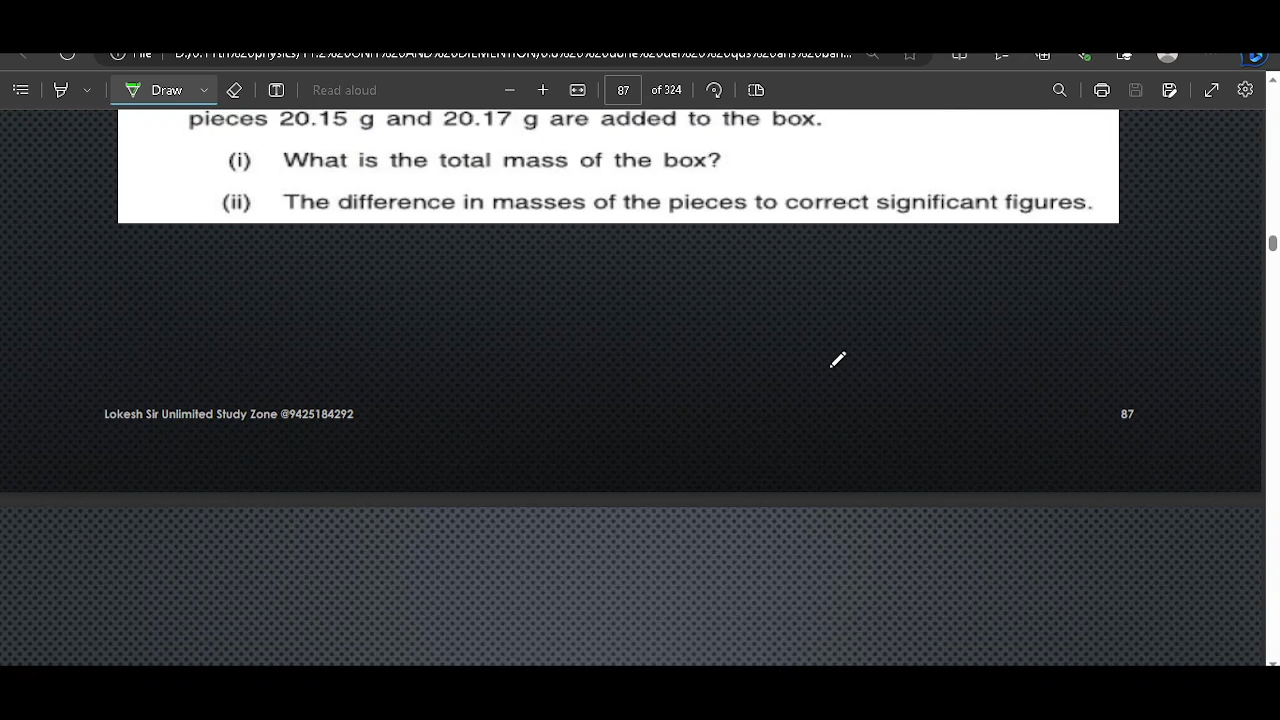 Draw
Read aloud
87 of 324
pieces 20.15 g and 20.17 g are added to the box.
(i) What is the total mass of the box?
(ii) The difference in masses of the pieces to correct significant figures.
Lokesh Sir Unlimited Study Zone @9425184292
87